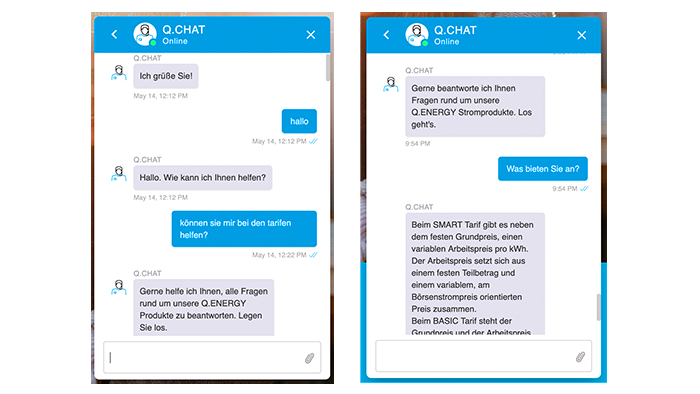 Q.CHAT
Online
Q.CHAT
Ich grüße Sie!
May 14, 12:12 PM
hallo
May 14, 12:12 PM
Q.CHAT
Hallo. Wie kann ich Ihnen helfen?
May 14, 12:12 PM
können sie mir bei den tarifen
helfen?
May 14, 12:22 PM
Q.CHAT
Gerne helfe ich Ihnen, alle Fragen
rund um unsere Q.ENERGY
Produkte zu beantworten. Legen
Sie los.
Q.CHAT
Online
Q.CHAT
Gerne beantworte ich Ihnen
Fragen rund um unsere
Q.ENERGY Stromprodukte. Los
geht's.
9:54 PM
Was bieten Sie an?
9:54 PM
Q.CHAT
Beim SMART Tarif gibt es neben
dem festen Grundpreis, einen
variablen Arbeitspreis pro kWh.
Der Arbeitspreis setzt sich aus
einem festen Teilbetrag und
einem variablem, am
Börsenstrompreis orientierten
Preis zusammen.
Beim BASIC Tarif steht der
Grundpreis und der Arbeitspreis